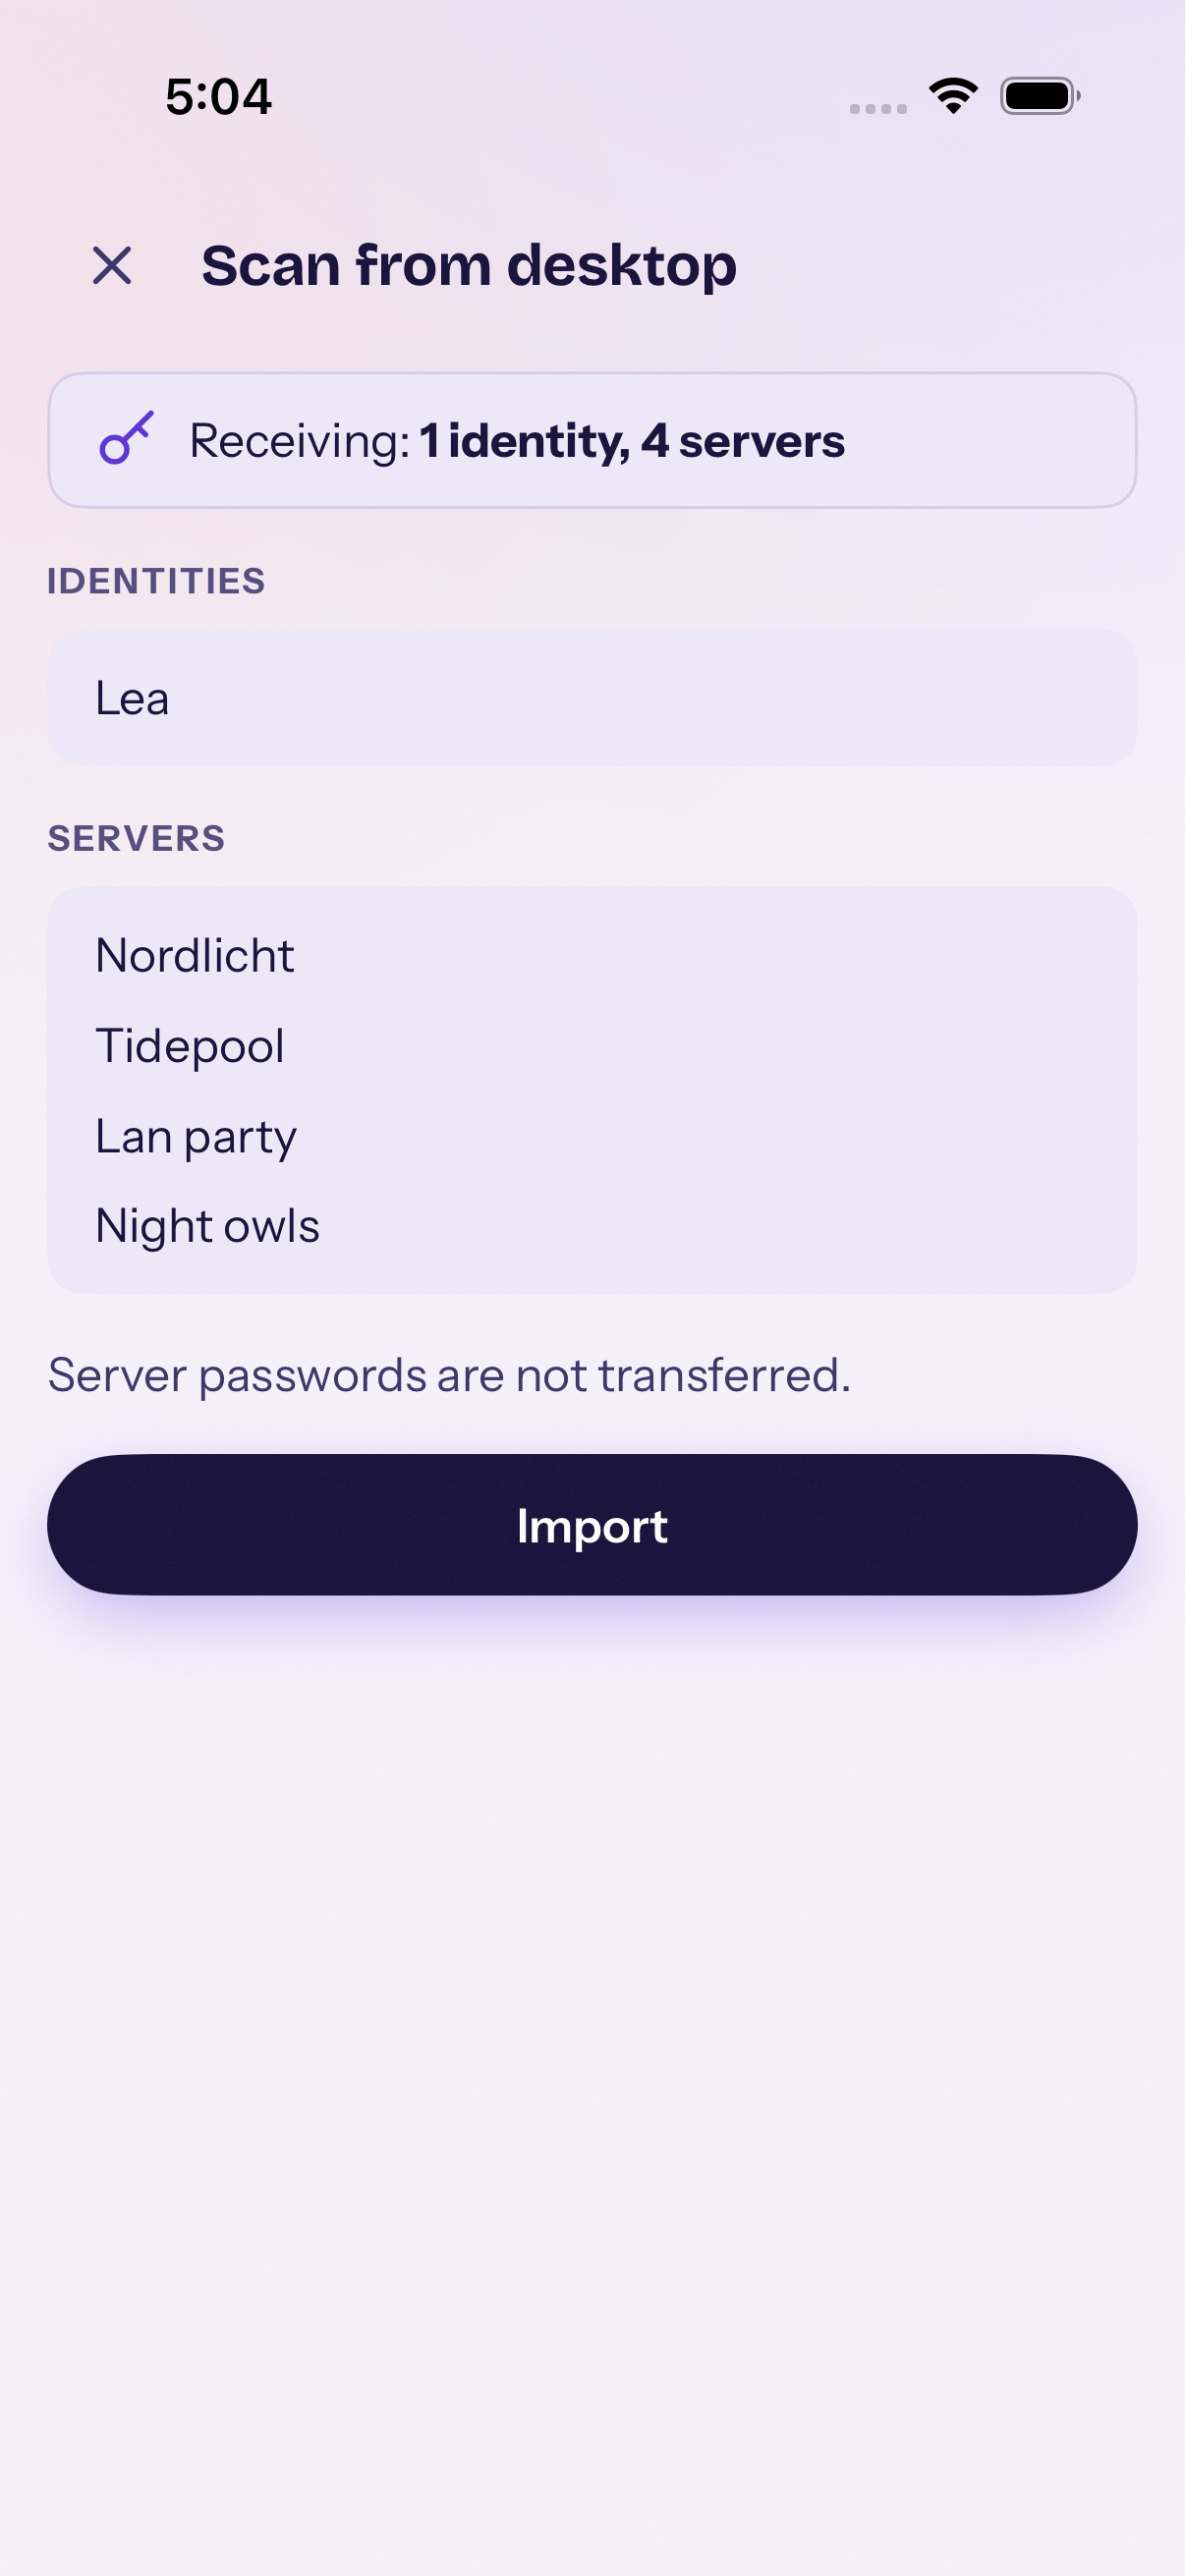 5:04
Scan from desktop
Receiving: 1 identity, 4 servers
IDENTITIES
Lea
SERVERS
Nordlicht
Tidepool
Lan party
Night owls
Server passwords are not transferred.
Import